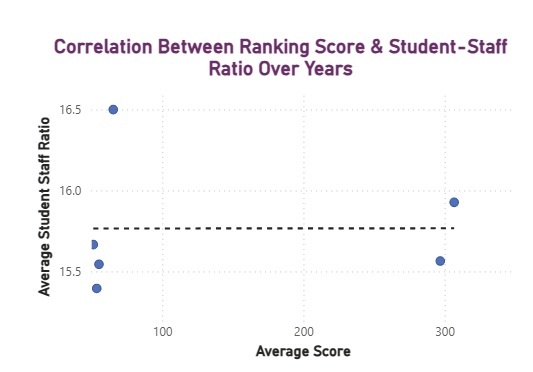 Correlation Between Ranking Score & Student-Staff
Ratio Over Years
Average Student Staff Ratio
16.5
16.0
15.5
100
200
300
Average Score